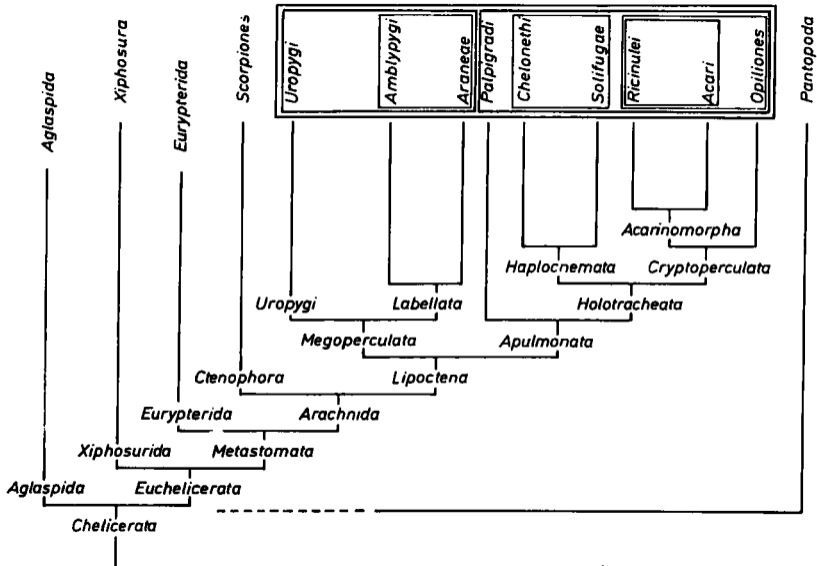 Aglaspida
Xiphosura
Eurypterida
Scorpiones
Uropygi
Amblypygi
Araneae
Palpigradi
Chelonethi
Solifugae
Ricinulei
Acari
Opiliones
Pantopoda
Acarinomorpha
Haplocnemata Cryptoperculata
Uropygi Labellata Holotracheata
Megoperculata Apulmonata
Ctenophora Lipoctena
Eurypterida Arachnida
Xiphosurida Metastomata
Aglaspida Euchelicerata
Chelicerata